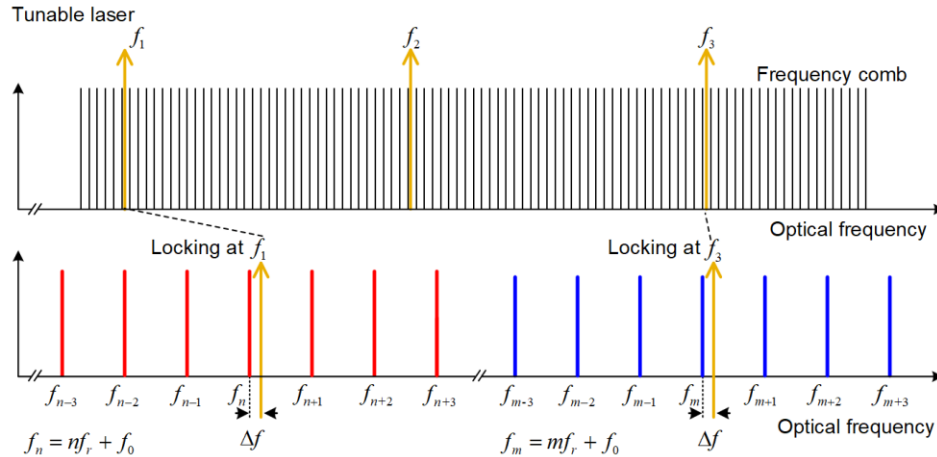 Tunable laser
f₁ f₂ f₃
Frequency comb
Optical frequency
Locking at f₁ Locking at f₃
fₙ₋₃ fₙ₋₂ fₙ₋₁ fₙ fₙ₊₁ fₙ₊₂ fₙ₊₃ fₘ₋₃ fₘ₋₂ fₘ₋₁ fₘ fₘ₊₁ fₘ₊₂ fₘ₊₃
Optical frequency
fₙ = nfᵣ + f₀ Δf fₘ = mfᵣ + f₀ Δf